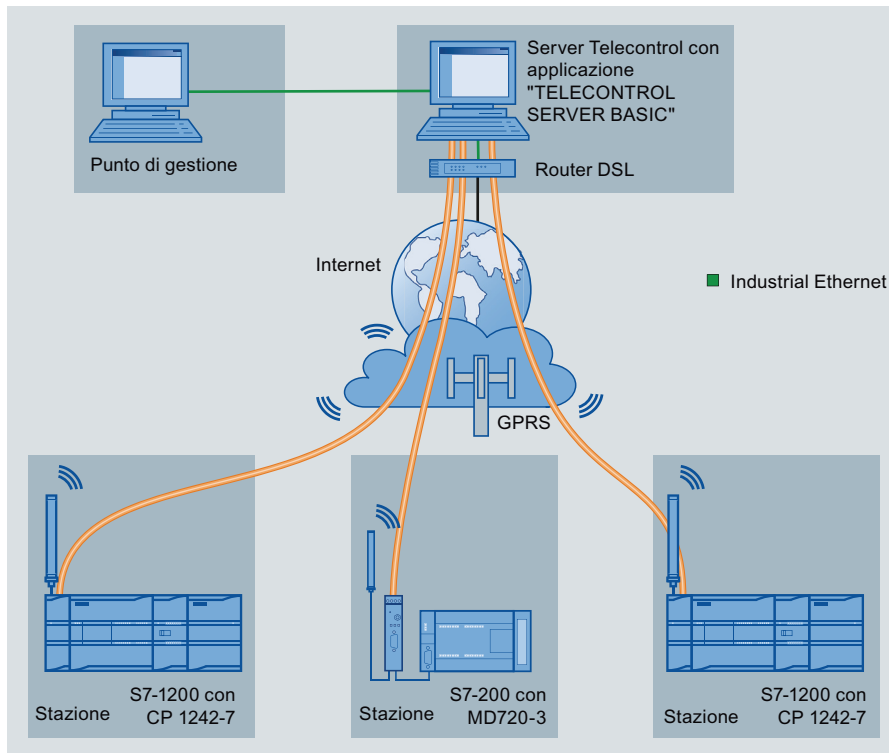 Server Telecontrol con
applicazione
"TELECONTROL
SERVER BASIC"
Punto di gestione
Router DSL
Internet
Industrial Ethernet
GPRS
Stazione
S7-1200 con
CP 1242-7
Stazione
S7-200 con
MD720-3
Stazione
S7-1200 con
CP 1242-7